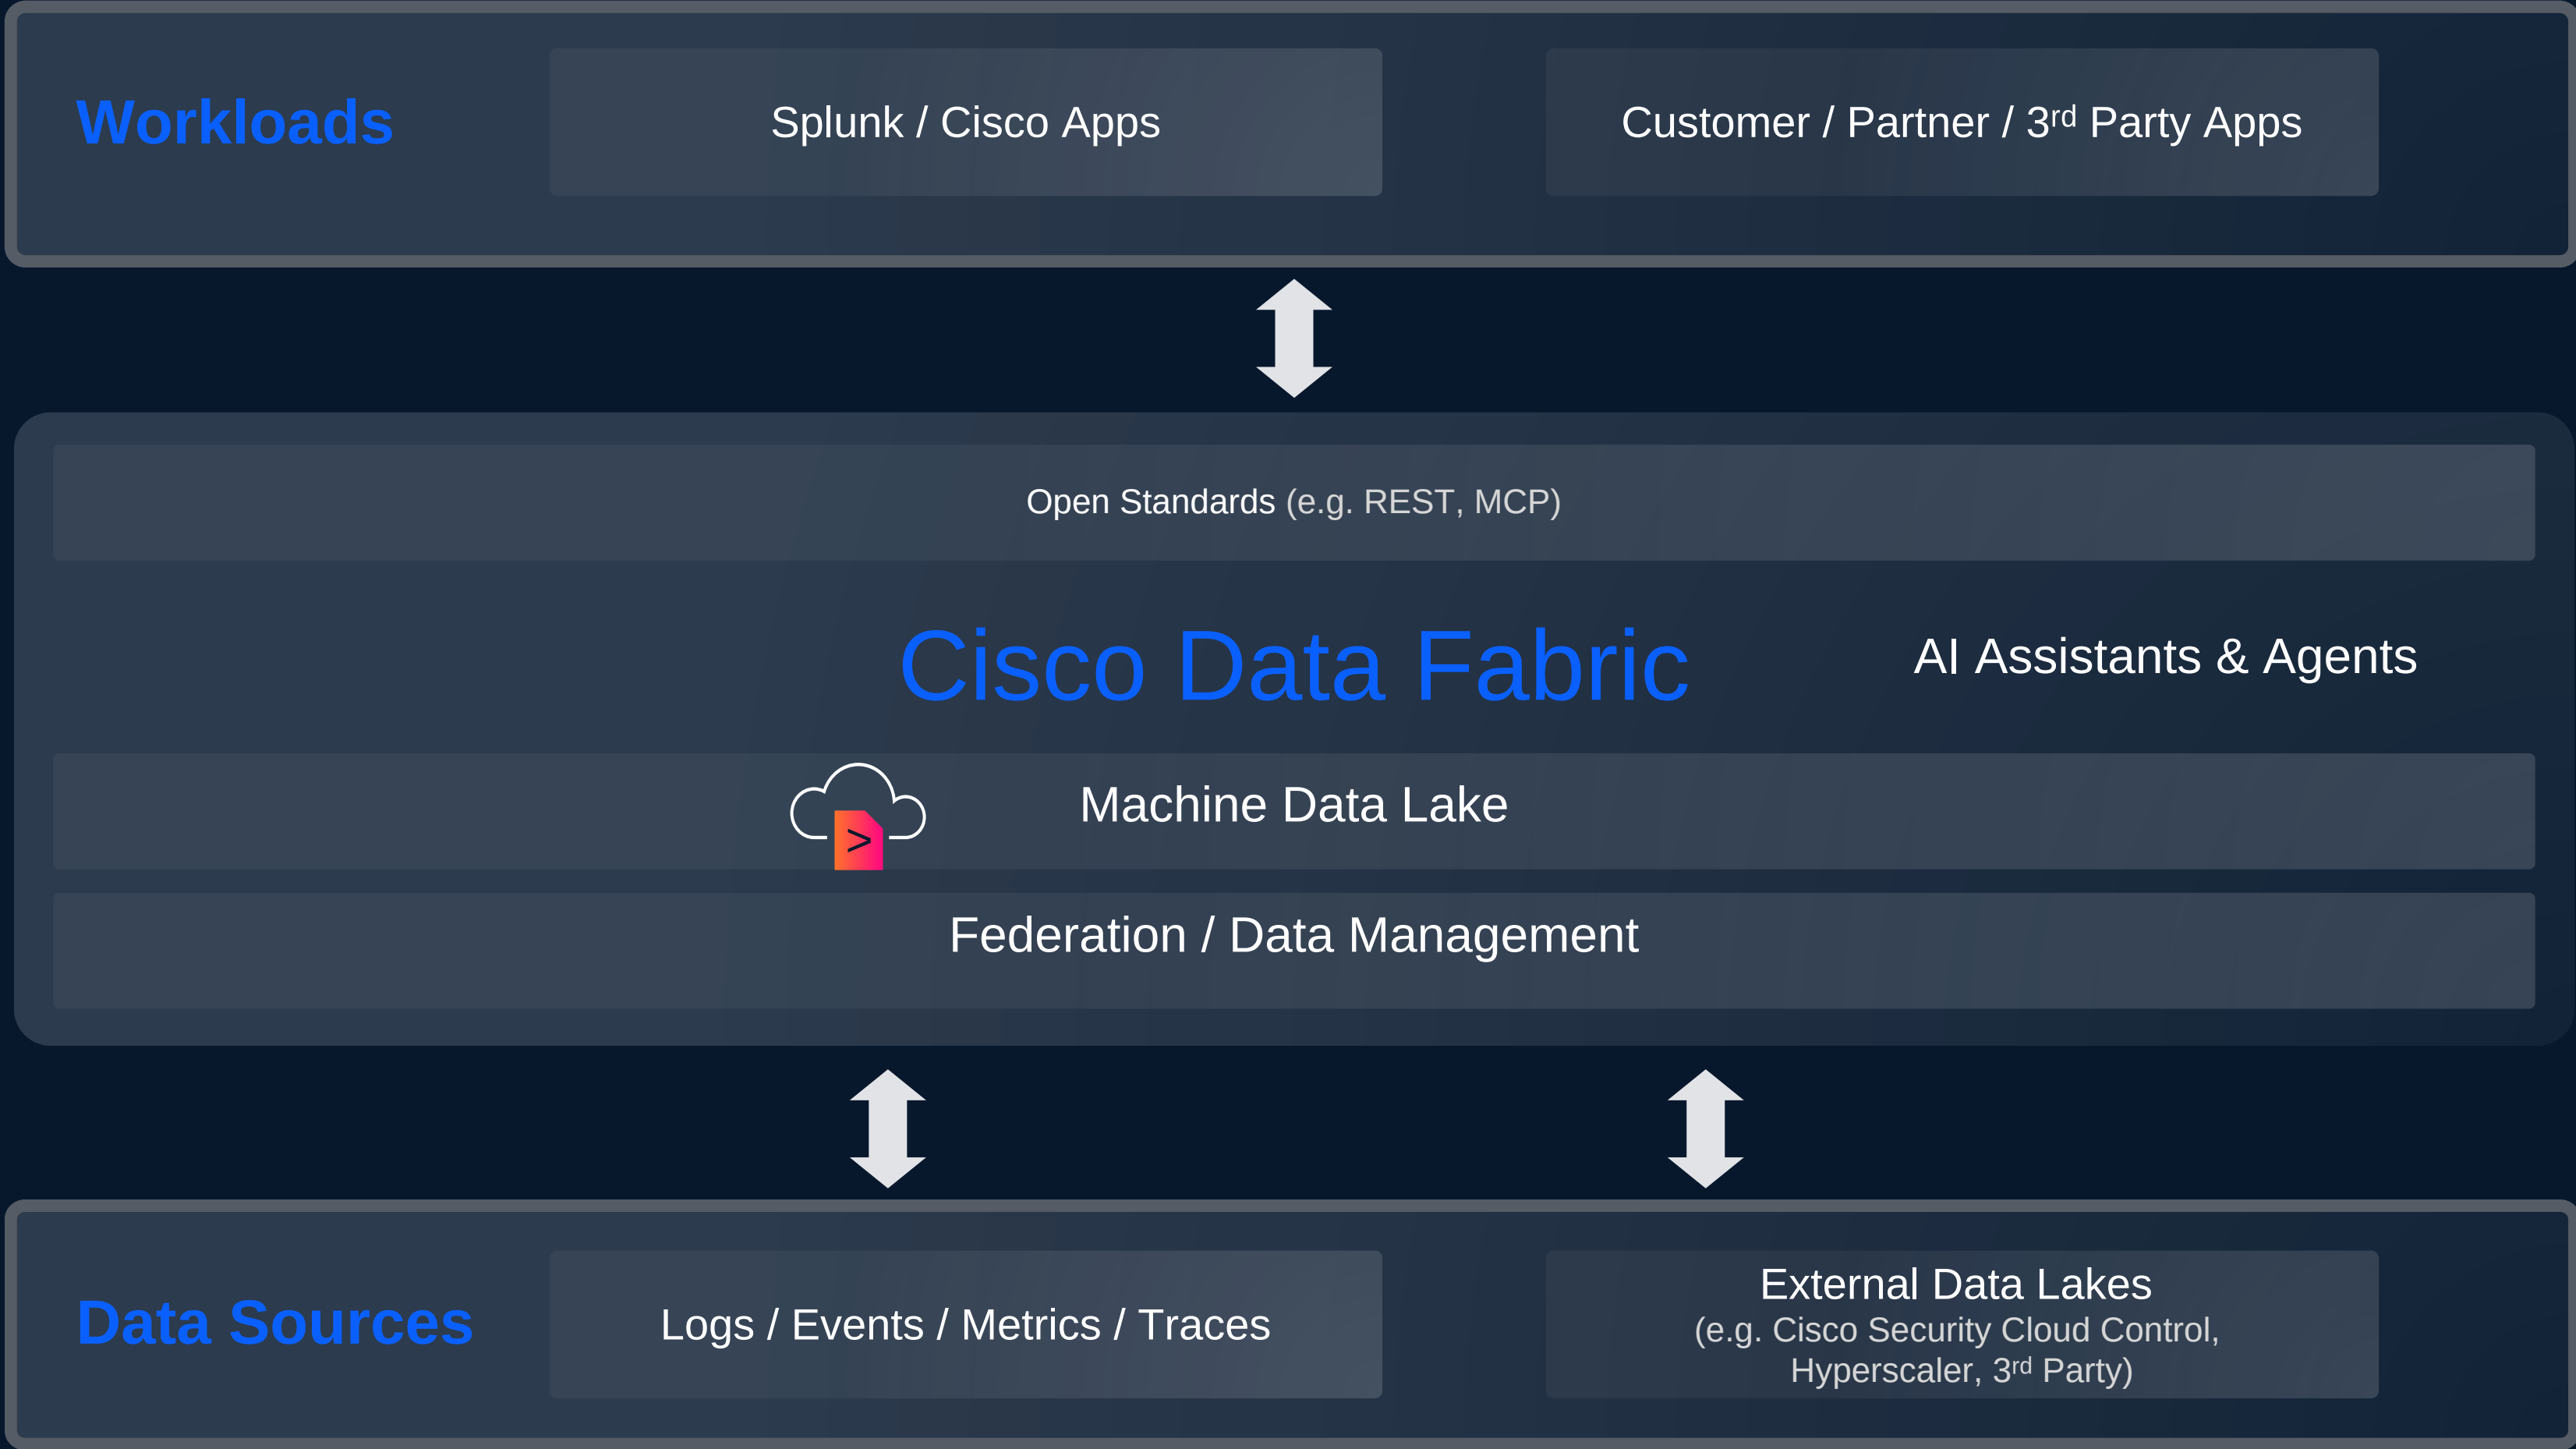 Workloads
Splunk / Cisco Apps
Customer / Partner / 3rd Party Apps
Open Standards (e.g. REST, MCP)
Cisco Data Fabric
AI Assistants & Agents
>
Machine Data Lake
Federation / Data Management
Data Sources
Logs / Events / Metrics / Traces
External Data Lakes
(e.g. Cisco Security Cloud Control,
Hyperscaler, 3rd Party)